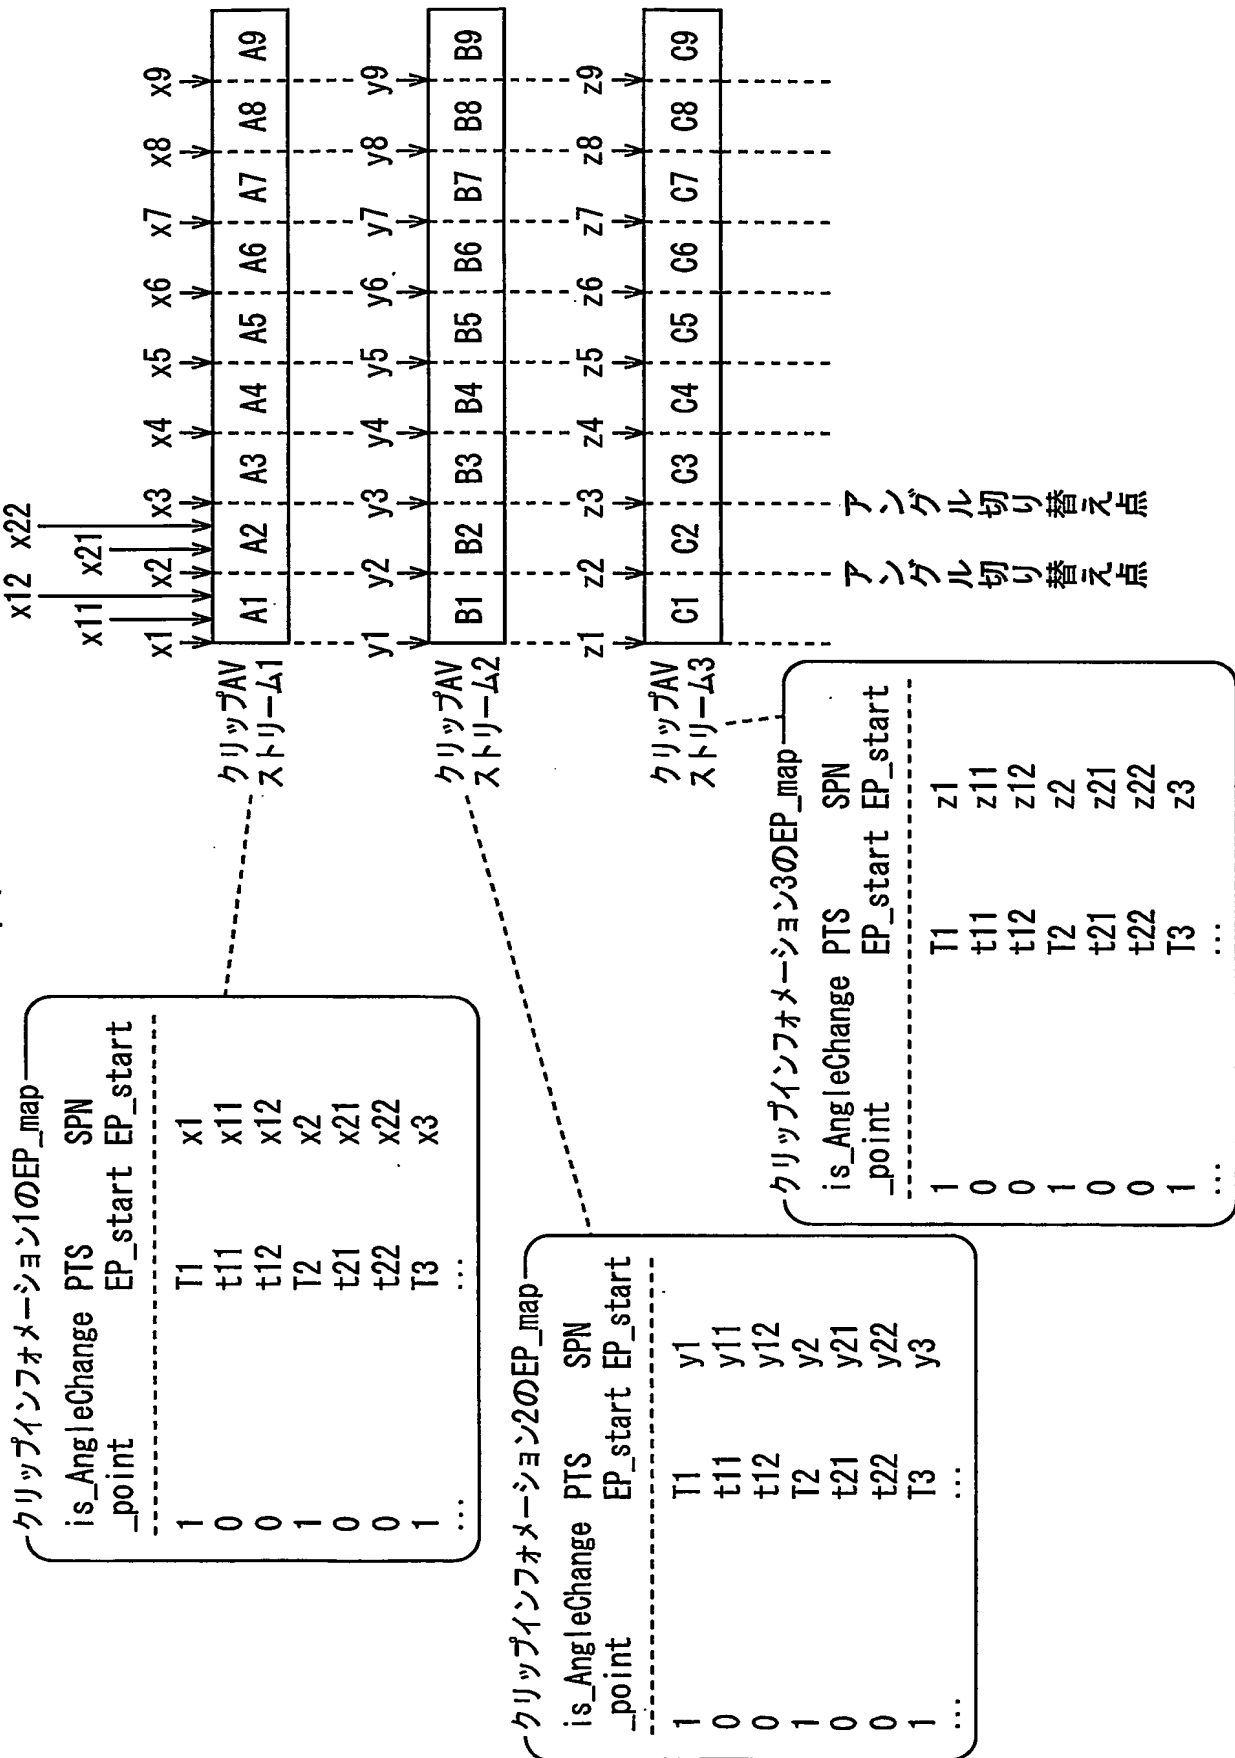 x12 x22
x11 x21
x1 x2 x3 x4 x5 x6 x7 x8 x9
クリップAV
ストリーム1
A1 A2 A3 A4 A5 A6 A7 A8 A9
y1 y2 y3 y4 y5 y6 y7 y8 y9
クリップAV
ストリーム2
B1 B2 B3 B4 B5 B6 B7 B8 B9
z1 z2 z3 z4 z5 z6 z7 z8 z9
クリップAV
ストリーム3
C1 C2 C3 C4 C5 C6 C7 C8 C9
アングル切り替え点
アングル切り替え点
クリップインフォメーション1のEP_map
is_AngleChange PTS SPN
_point EP_start EP_start
1 T1 x1
0 t11 x11
0 t12 x12
1 T2 x2
0 t21 x21
0 t22 x22
1 T3 x3
... ...
クリップインフォメーション2のEP_map
is_AngleChange PTS SPN
_point EP_start EP_start
1 T1 y1
0 t11 y11
0 t12 y12
1 T2 y2
0 t21 y21
0 t22 y22
1 T3 y3
... ...
クリップインフォメーション3のEP_map
is_AngleChange PTS SPN
_point EP_start EP_start
1 T1 z1
0 t11 z11
0 t12 z12
1 T2 z2
0 t21 z21
0 t22 z22
1 T3 z3
... ...